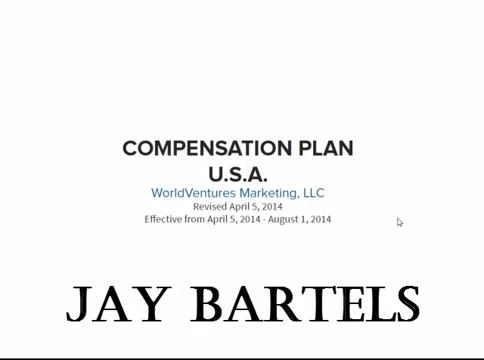 COMPENSATION PLAN
U.S.A.
WorldVentures Marketing, LLC
Revised April 5, 2014
Effective from April 5, 2014 - August 1, 2014
JAY BARTELS